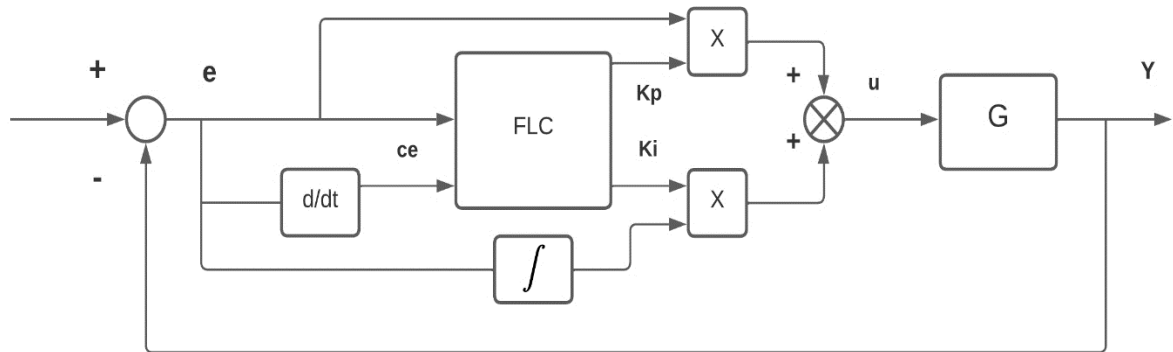 +
e
-
d/dt
ce
∫
FLC
Kp
Ki
X
X
+
+
u
G
Y